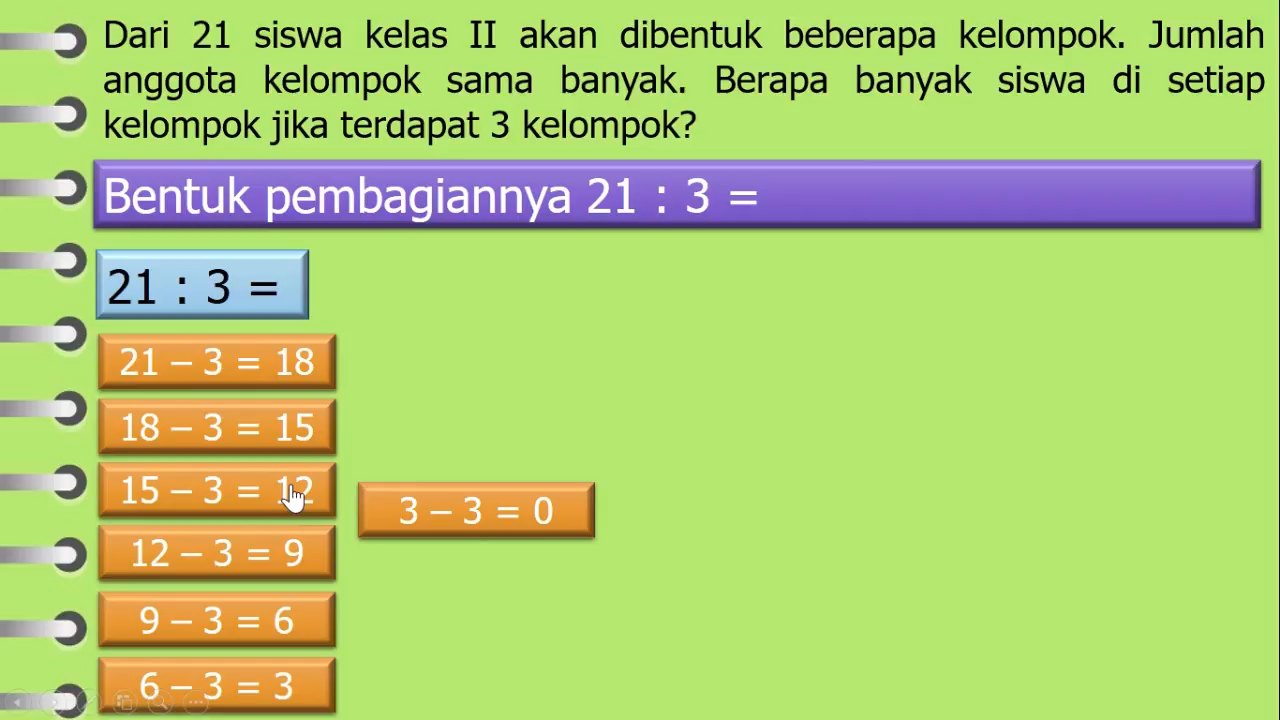 Dari 21 siswa kelas II akan dibentuk beberapa kelompok. Jumlah
anggota kelompok sama banyak. Berapa banyak siswa di setiap
kelompok jika terdapat 3 kelompok?
Bentuk pembagiannya 21 : 3 =
21 : 3 =
21 – 3 = 18
18 – 3 = 15
15 – 3 = 12
12 – 3 = 9
9 – 3 = 6
6 – 3 = 3
3 – 3 = 0